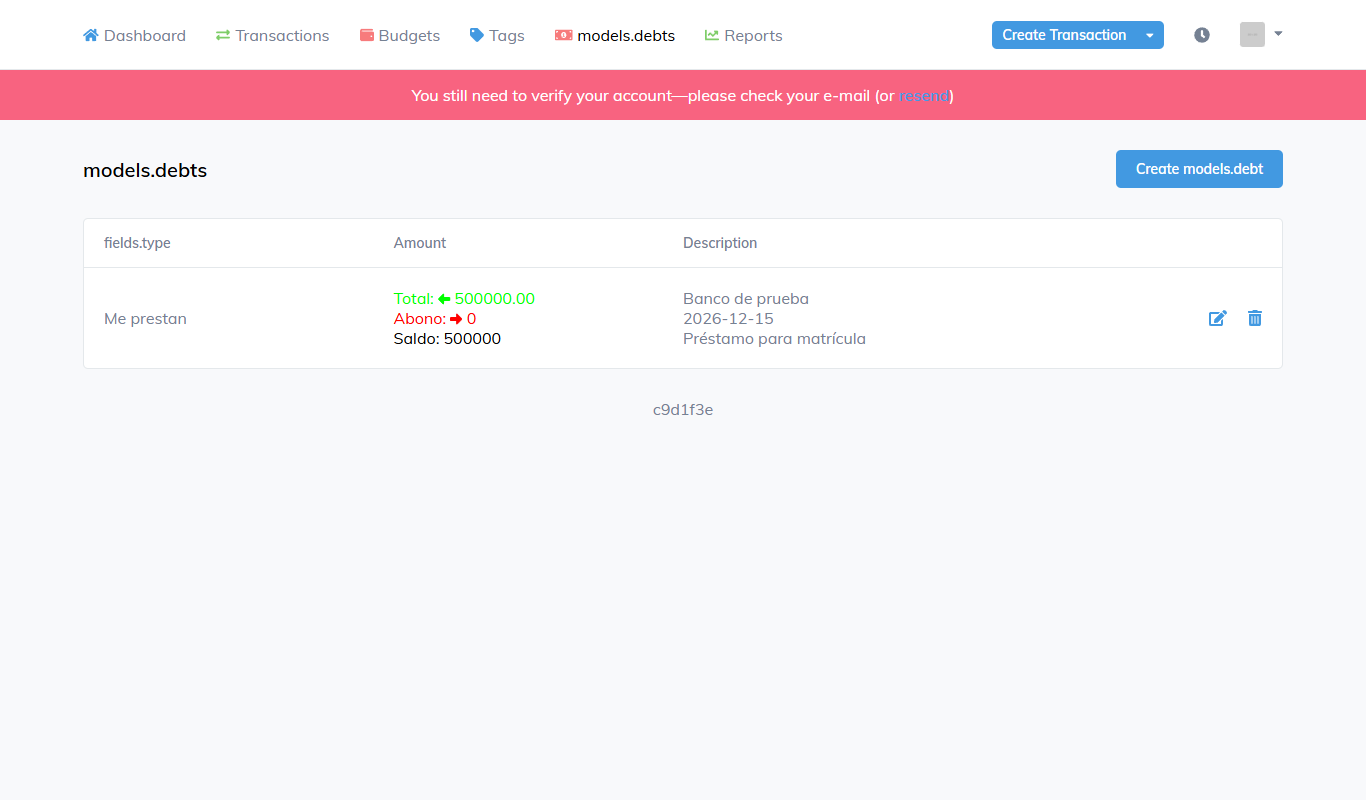 Dashboard Transactions Budgets Tags models.debts Reports Create Transaction
You still need to verify your account—please check your e-mail (or resend)
models.debts Create models.debt
fields.type Amount Description
Me prestan
Total: 500000.00
Abono: 0
Saldo: 500000
Banco de prueba
2026-12-15
Préstamo para matrícula
c9d1f3e